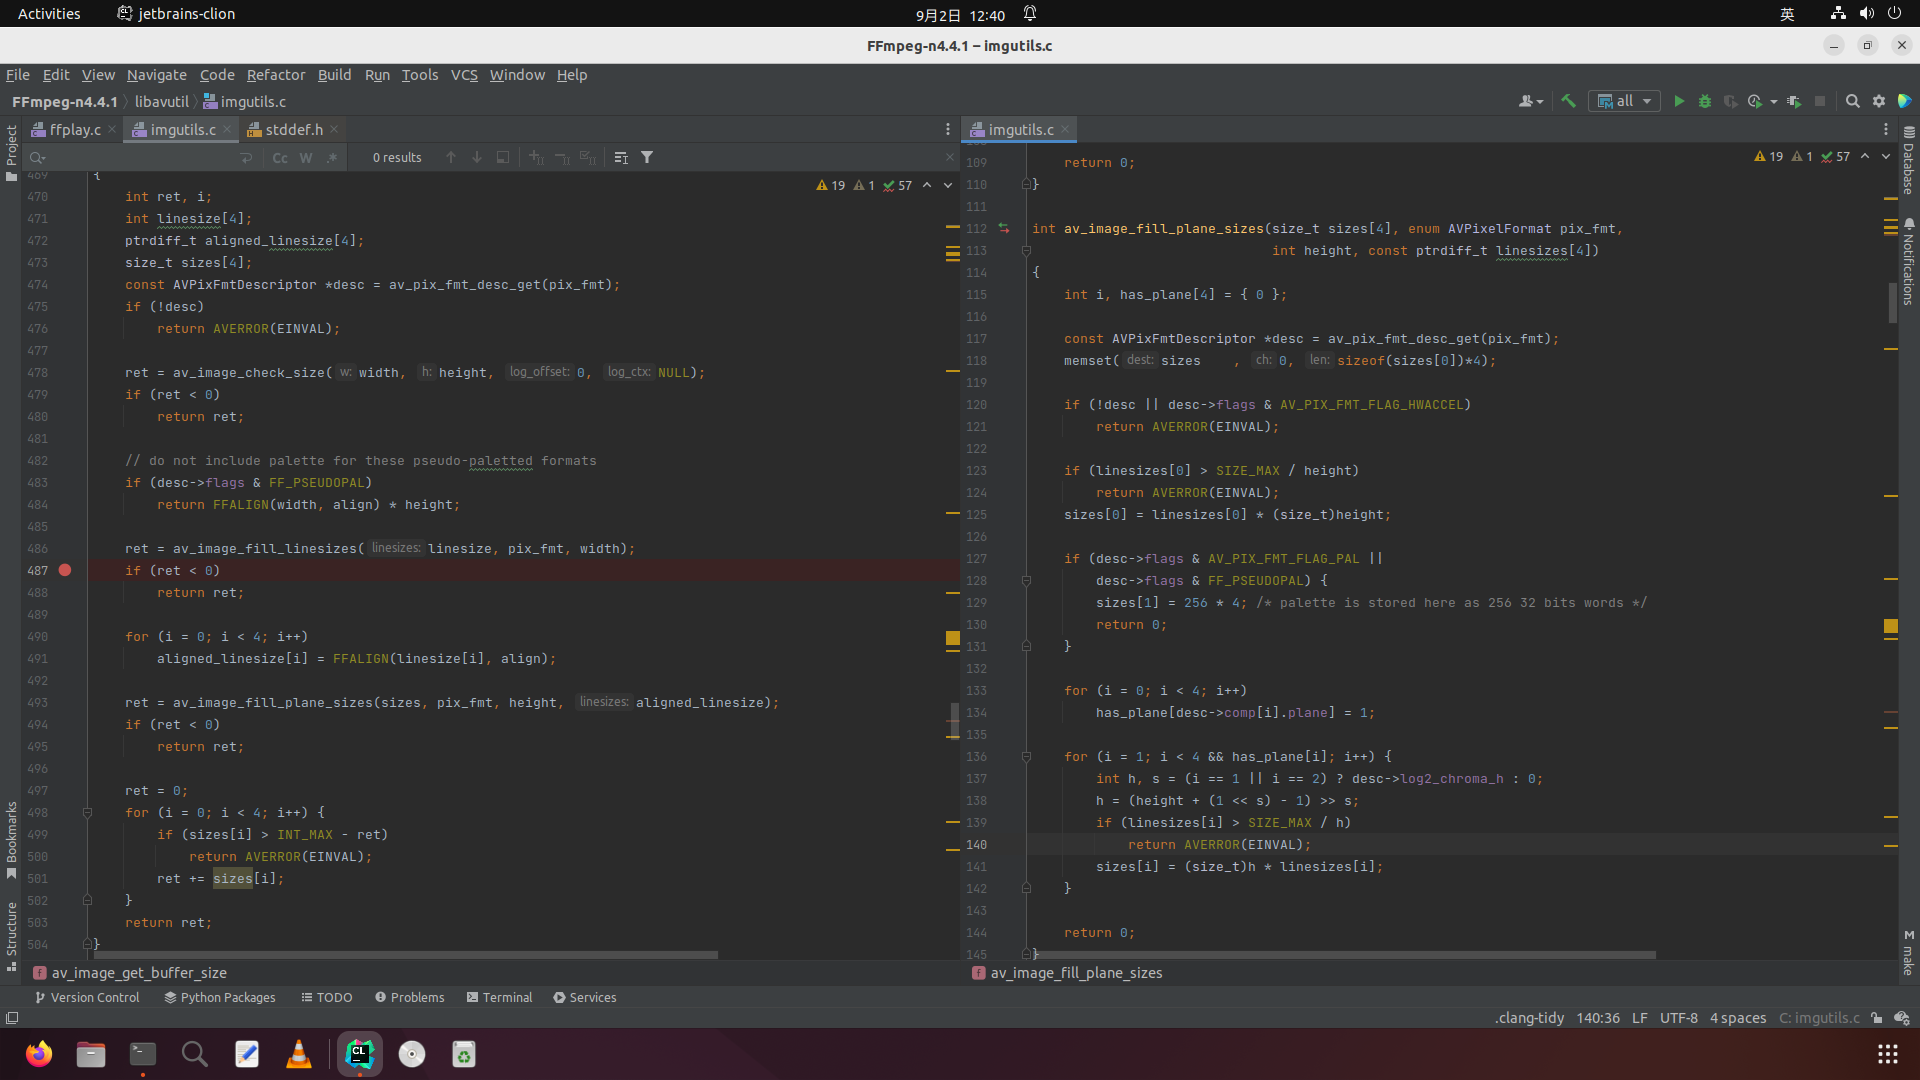 Activities
jetbrains-clion
9月2日 12:40
英
FFmpeg-n4.4.1 – imgutils.c
File Edit View Navigate Code Refactor Build Run Tools VCS Window Help
FFmpeg-n4.4.1 libavutil imgutils.c
all
Project
Bookmarks
Structure
ffplay.c imgutils.c stddef.h
Cc W .* 0 results
19 1 57
469 {
470 int ret, i;
471 int linesize[4];
472 ptrdiff_t aligned_linesize[4];
473 size_t sizes[4];
474 const AVPixFmtDescriptor *desc = av_pix_fmt_desc_get(pix_fmt);
475 if (!desc)
476 return AVERROR(EINVAL);
477
478 ret = av_image_check_size( w: width, h: height, log_offset: 0, log_ctx: NULL);
479 if (ret < 0)
480 return ret;
481
482 // do not include palette for these pseudo-paletted formats
483 if (desc->flags & FF_PSEUDOPAL)
484 return FFALIGN(width, align) * height;
485
486 ret = av_image_fill_linesizes( linesizes: linesize, pix_fmt, width);
487 if (ret < 0)
488 return ret;
489
490 for (i = 0; i < 4; i++)
491 aligned_linesize[i] = FFALIGN(linesize[i], align);
492
493 ret = av_image_fill_plane_sizes(sizes, pix_fmt, height, linesizes: aligned_linesize);
494 if (ret < 0)
495 return ret;
496
497 ret = 0;
498 for (i = 0; i < 4; i++) {
499 if (sizes[i] > INT_MAX - ret)
500 return AVERROR(EINVAL);
501 ret += sizes[i];
502 }
503 return ret;
504 }
av_image_get_buffer_size
imgutils.c
19 1 57
108
109 return 0;
110 }
111
112 int av_image_fill_plane_sizes(size_t sizes[4], enum AVPixelFormat pix_fmt,
113 int height, const ptrdiff_t linesizes[4])
114 {
115 int i, has_plane[4] = { 0 };
116
117 const AVPixFmtDescriptor *desc = av_pix_fmt_desc_get(pix_fmt);
118 memset( dest: sizes , ch: 0, len: sizeof(sizes[0])*4);
119
120 if (!desc || desc->flags & AV_PIX_FMT_FLAG_HWACCEL)
121 return AVERROR(EINVAL);
122
123 if (linesizes[0] > SIZE_MAX / height)
124 return AVERROR(EINVAL);
125 sizes[0] = linesizes[0] * (size_t)height;
126
127 if (desc->flags & AV_PIX_FMT_FLAG_PAL ||
128 desc->flags & FF_PSEUDOPAL) {
129 sizes[1] = 256 * 4; /* palette is stored here as 256 32 bits words */
130 return 0;
131 }
132
133 for (i = 0; i < 4; i++)
134 has_plane[desc->comp[i].plane] = 1;
135
136 for (i = 1; i < 4 && has_plane[i]; i++) {
137 int h, s = (i == 1 || i == 2) ? desc->log2_chroma_h : 0;
138 h = (height + (1 << s) - 1) >> s;
139 if (linesizes[i] > SIZE_MAX / h)
140 return AVERROR(EINVAL);
141 sizes[i] = (size_t)h * linesizes[i];
142 }
143
144 return 0;
145 }
av_image_fill_plane_sizes
Database
Notifications
make
Version Control Python Packages TODO Problems Terminal Services
.clang-tidy 140:36 LF UTF-8 4 spaces C: imgutils.c